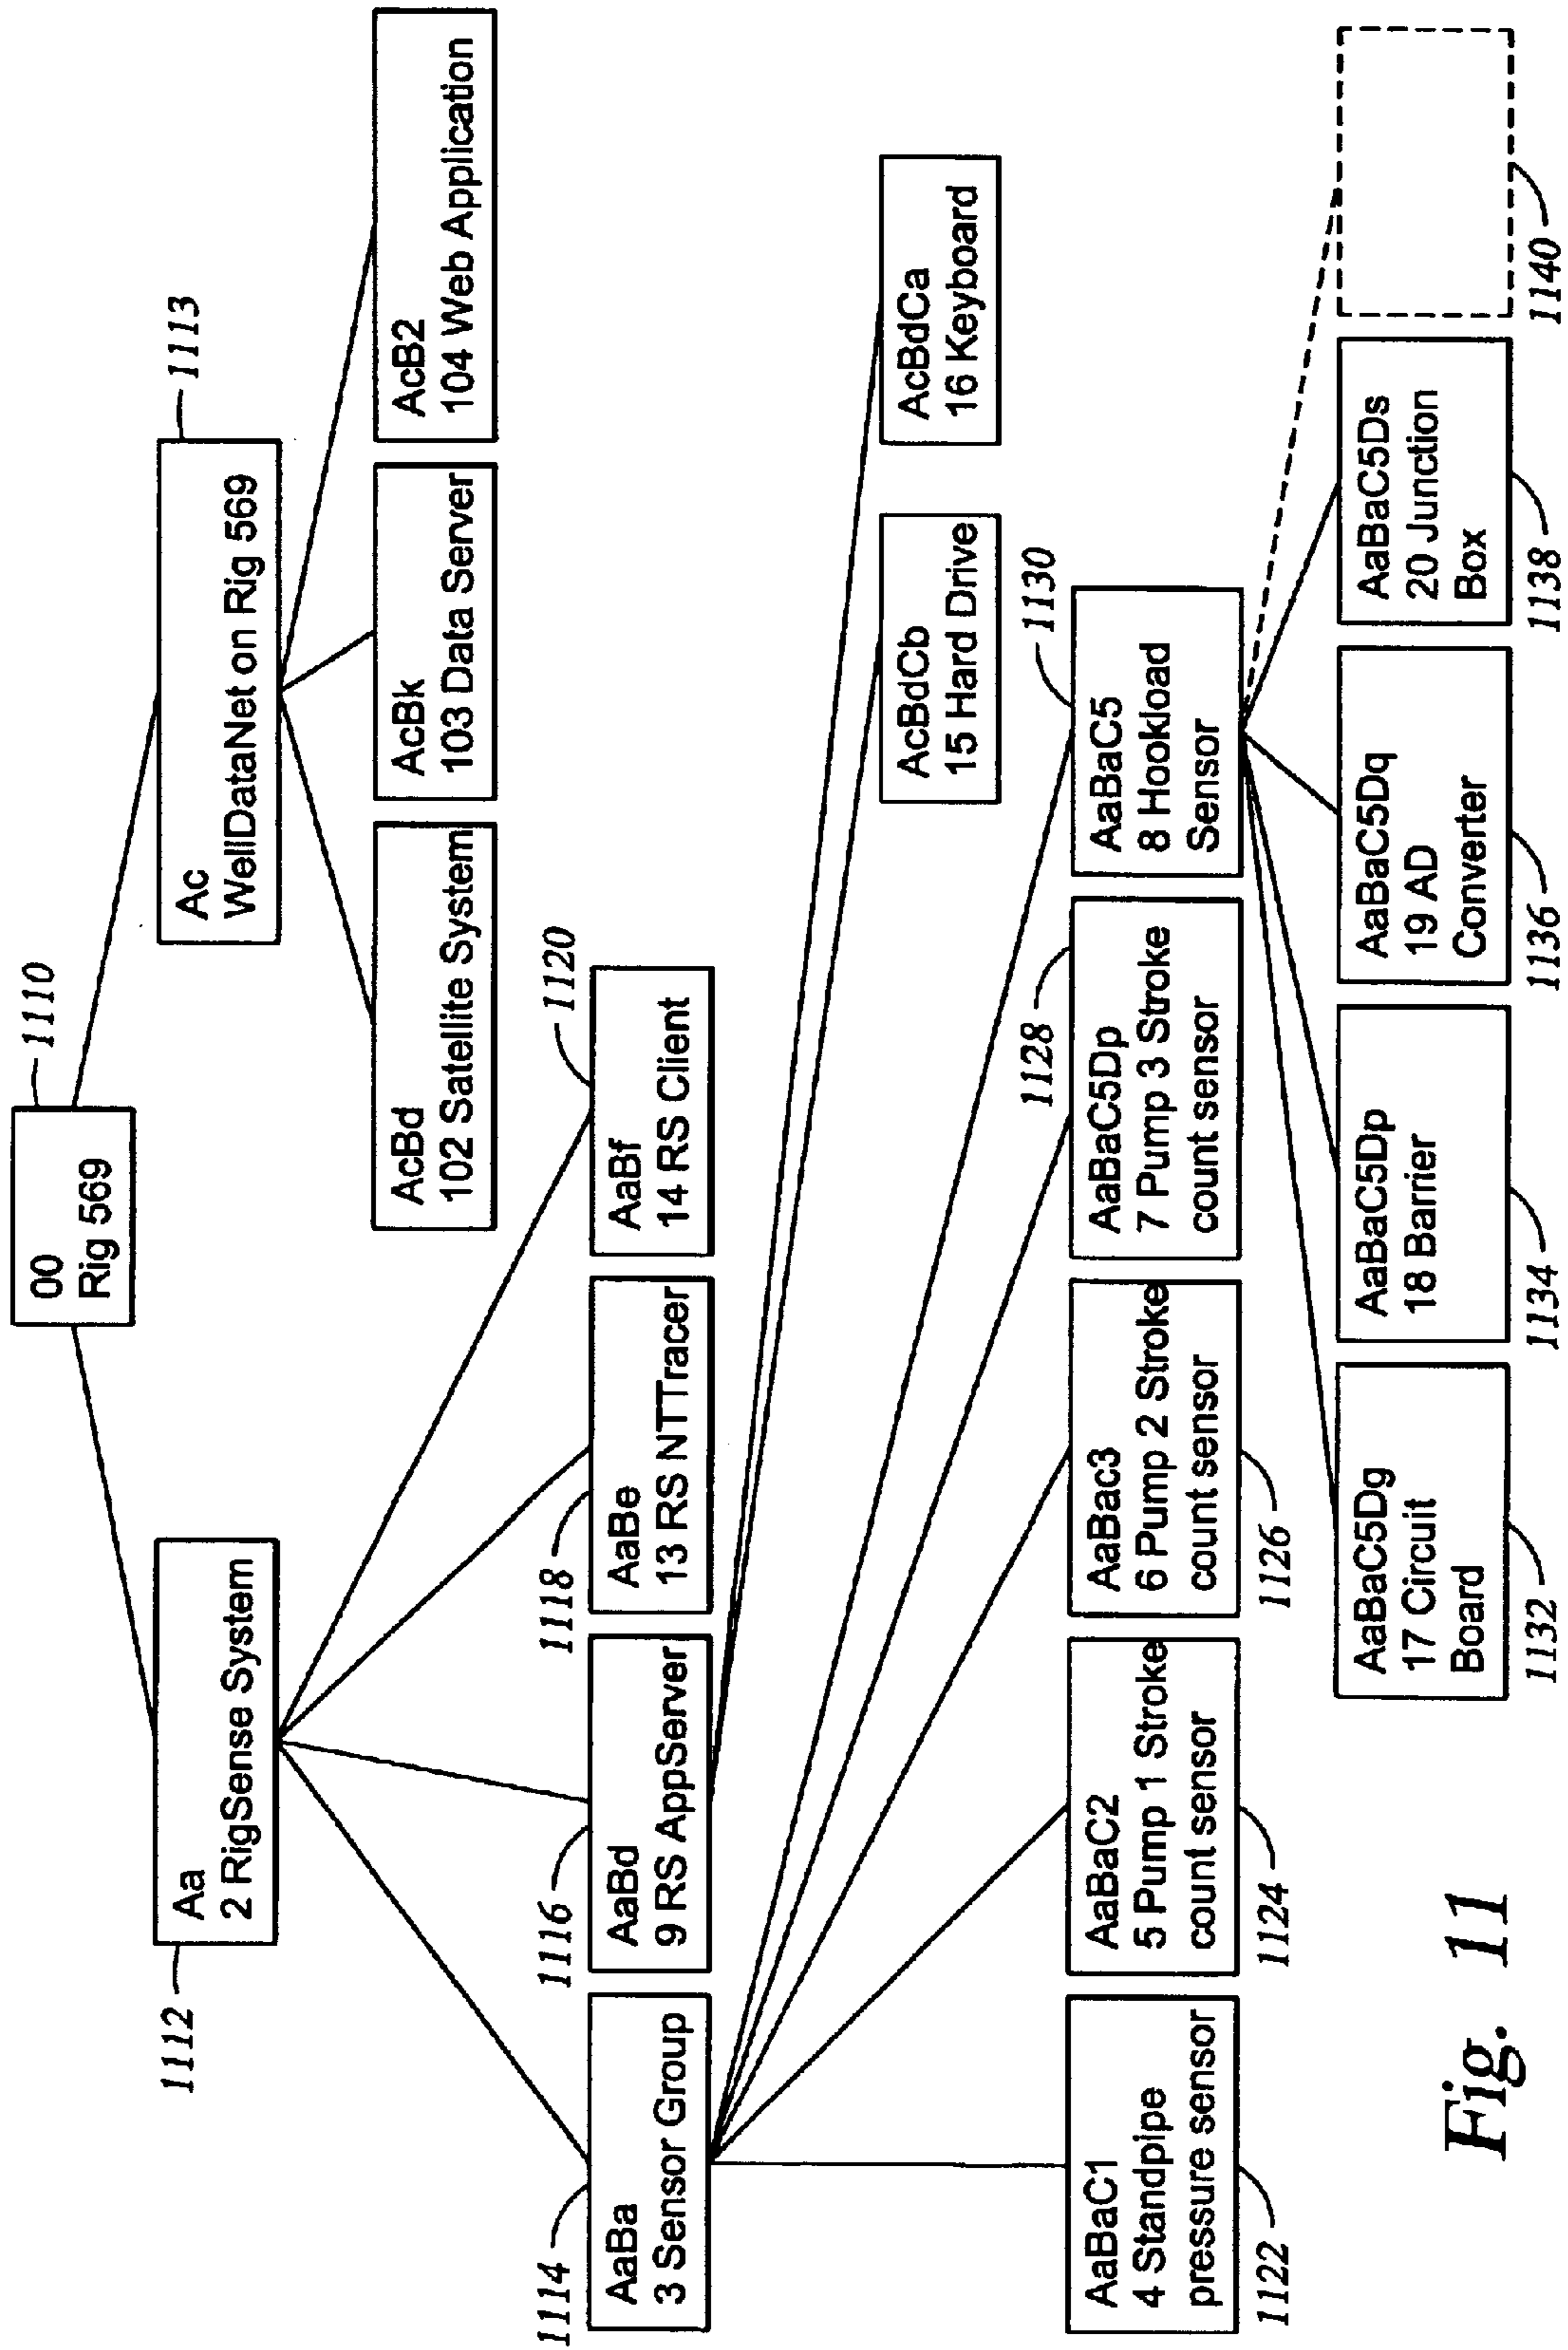 1110
00
Rig 569
1112
Aa
2 RigSense System
1113
Ac
WellDataNet on Rig 569
AcBd
102 Satellite System
AcBk
103 Data Server
AcB2
104 Web Application
1114
AaBa
3 Sensor Group
1116
AaBd
9 RS AppServer
1118
AaBe
13 RS NTTracer
1120
AaBf
14 RS Client
AcBdCb
15 Hard Drive
AcBdCa
16 Keyboard
AaBaC1
4 Standpipe
pressure sensor
1122
AaBaC2
5 Pump 1 Stroke
count sensor
1124
AaBac3
6 Pump 2 Stroke
count sensor
1126
1128
AaBaC5Dp
7 Pump 3 Stroke
count sensor
1130
AaBaC5
8 Hookload
Sensor
AaBaC5Dg
17 Circuit
Board
1132
AaBaC5Dp
18 Barrier
1134
AaBaC5Dq
19 AD
Converter
1136
AaBaC5Ds
20 Junction
Box
1138
1140
Fig. 11